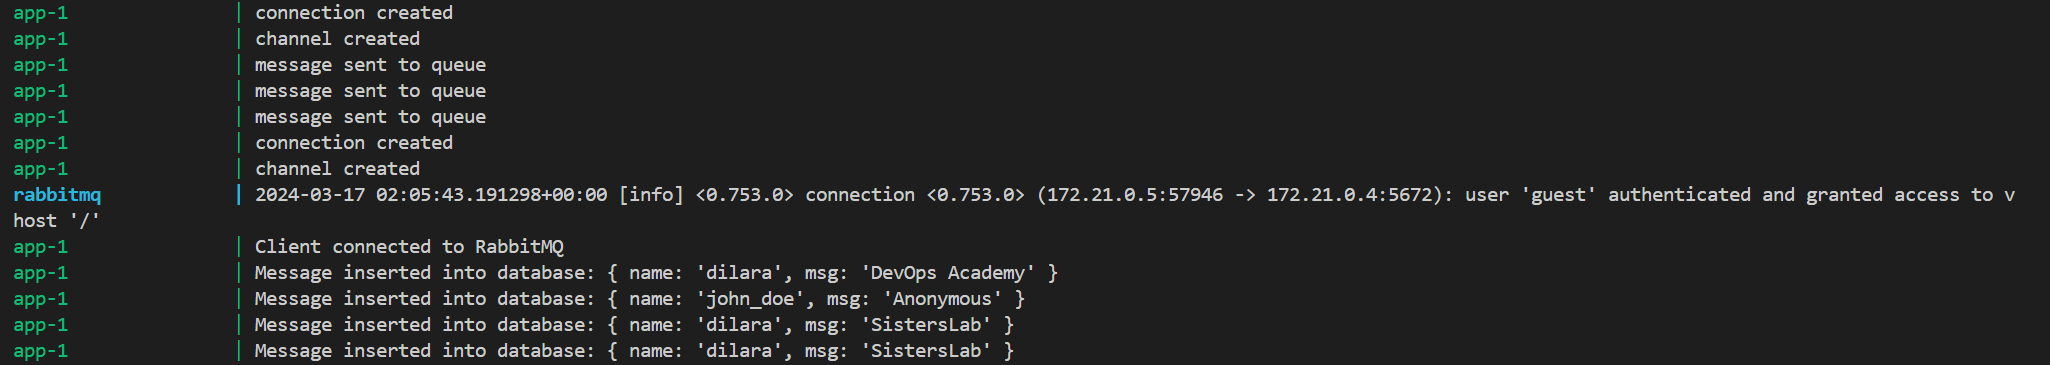 app-1 | connection created
app-1 | channel created
app-1 | message sent to queue
app-1 | message sent to queue
app-1 | message sent to queue
app-1 | connection created
app-1 | channel created
rabbitmq | 2024-03-17 02:05:43.191298+00:00 [info] <0.753.0> connection <0.753.0> (172.21.0.5:57946 -> 172.21.0.4:5672): user 'guest' authenticated and granted access to v
host '/'
app-1 | Client connected to RabbitMQ
app-1 | Message inserted into database: { name: 'dilara', msg: 'DevOps Academy' }
app-1 | Message inserted into database: { name: 'john_doe', msg: 'Anonymous' }
app-1 | Message inserted into database: { name: 'dilara', msg: 'SistersLab' }
app-1 | Message inserted into database: { name: 'dilara', msg: 'SistersLab' }